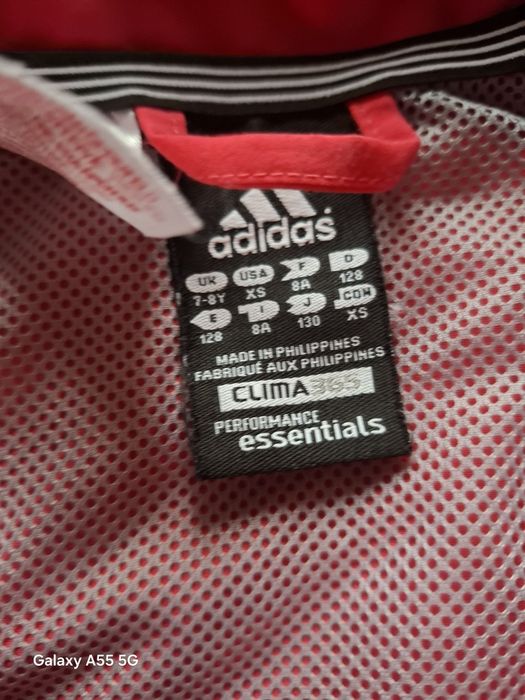 adidas
UK USA F D
7-8Y XS 8A 128
E I J CDN
128 8A 130 XS
MADE IN PHILIPPINES
FABRIQUÉ AUX PHILIPPINES
CLIMA365
PERFORMANCE
essentials
Galaxy A55 5G